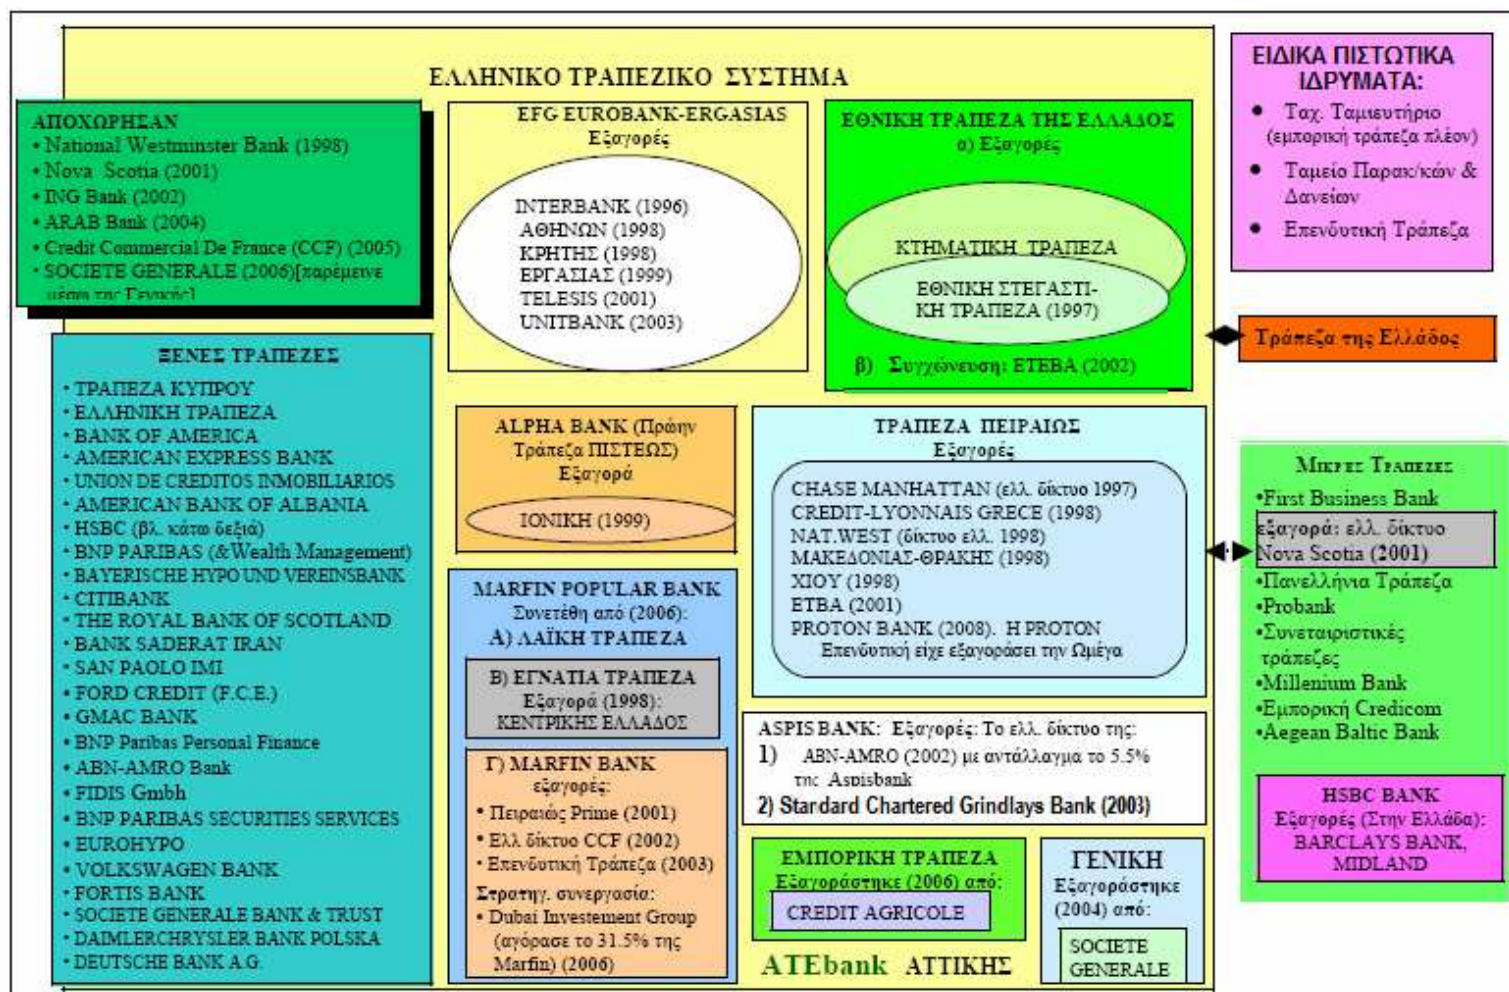 ΕΛΛΗΝΙΚΟ ΤΡΑΠΕΖΙΚΟ ΣΥΣΤΗΜΑ
ΑΠΟΧΩΡΗΣΑΝ
• National Westminster Bank (1998)
• Nova Scotia (2001)
• ING Bank (2002)
• ARAB Bank (2004)
• Credit Commercial De France (CCF) (2005)
• SOCIETE GENERALE (2006)[παρέμεινε
μέσω της Γενικής]
ΞΕΝΕΣ ΤΡΑΠΕΖΕΣ
• ΤΡΑΠΕΖΑ ΚΥΠΡΟΥ
• ΕΛΛΗΝΙΚΗ ΤΡΑΠΕΖΑ
• BANK OF AMERICA
• AMERICAN EXPRESS BANK
• UNION DE CREDITOS INMOBILIARIOS
• AMERICAN BANK OF ALBANIA
• HSBC (βλ. κάτω δεξιά)
• BNP PARIBAS (&Wealth Management)
• BAYERISCHE HYPO UND VEREINSBANK
• CITIBANK
• THE ROYAL BANK OF SCOTLAND
• BANK SADERAT IRAN
• SAN PAOLO IMI
• FORD CREDIT (F.C.E.)
• GMAC BANK
• BNP Paribas Personal Finance
• ABN-AMRO Bank
• FIDIS Gmbh
• BNP PARIBAS SECURITIES SERVICES
• EUROHYPO
• VOLKSWAGEN BANK
• FORTIS BANK
• SOCIETE GENERALE BANK & TRUST
• DAIMLERCHRYSLER BANK POLSKA
• DEUTSCHE BANK A.G.
EFG EUROBANK-ERGASIAS
Εξαγορές
INTERBANK (1996)
ΑΘΗΝΩΝ (1998)
ΚΡΗΤΗΣ (1998)
ΕΡΓΑΣΙΑΣ (1999)
TELESIS (2001)
UNITBANK (2003)
ΕΘΝΙΚΗ ΤΡΑΠΕΖΑ ΤΗΣ ΕΛΛΑΔΟΣ
α) Εξαγορές
ΚΤΗΜΑΤΙΚΗ ΤΡΑΠΕΖΑ
ΕΘΝΙΚΗ ΣΤΕΓΑΣΤΙ-
ΚΗ ΤΡΑΠΕΖΑ (1997)
β) Συγχώνευση: ΕΤΕΒΑ (2002)
ALPHA BANK (Πρώην
Τράπεζα ΠΙΣΤΕΩΣ)
Εξαγορά
ΙΟΝΙΚΗ (1999)
ΤΡΑΠΕΖΑ ΠΕΙΡΑΙΩΣ
Εξαγορές
CHASE MANHATTAN (ελλ. δίκτυο 1997)
CREDIT-LYONNAIS GRECE (1998)
NAT.WEST (δίκτυο ελλ. 1998)
ΜΑΚΕΔΟΝΙΑΣ-ΘΡΑΚΗΣ (1998)
ΧΙΟΥ (1998)
ΕΤΒΑ (2001)
PROTON BANK (2008). Η PROTON
Επενδυτική είχε εξαγοράσει την Ωμέγα
MARFIN POPULAR BANK
Συνετέθη από (2006):
Α) ΛΑΪΚΗ ΤΡΑΠΕΖΑ
Β) ΕΓΝΑΤΙΑ ΤΡΑΠΕΖΑ
Εξαγορά (1998):
ΚΕΝΤΡΙΚΗΣ ΕΛΛΑΔΟΣ
Γ) MARFIN BANK
εξαγορές:
• Πειραιώς Prime (2001)
• Ελλ δίκτυο CCF (2002)
• Επενδυτική Τράπεζα (2003)
Στρατηγ. συνεργασία:
• Dubai Investement Group
(αγόρασε το 31.5% της
Marfin) (2006)
ASPIS BANK: Εξαγορές: Το ελλ. δίκτυο της:
1) ABN-AMRO (2002) με αντάλλαγμα το 5.5%
της Aspisbank
2) Standard Chartered Grindlays Bank (2003)
ΕΜΠΟΡΙΚΗ ΤΡΑΠΕΖΑ
Εξαγοράστηκε (2006) από:
CREDIT AGRICOLE
ATEbank ΑΤΤΙΚΗΣ
ΓΕΝΙΚΗ
Εξαγοράστηκε
(2004) από:
SOCIETE
GENERALE
ΕΙΔΙΚΑ ΠΙΣΤΩΤΙΚΑ
ΙΔΡΥΜΑΤΑ:
• Ταχ. Ταμιευτήριο
(εμπορική τράπεζα πλέον)
• Ταμείο Παρακ/κών &
Δανείων
• Επενδυτική Τράπεζα
Τράπεζα της Ελλάδος
ΜΙΚΡΕΣ ΤΡΑΠΕΖΕΣ
•First Business Bank
εξαγορά: ελλ. δίκτυο
Nova Scotia (2001)
•Πανελλήνια Τράπεζα
•Probank
•Συνεταιριστικές
τράπεζες
•Millenium Bank
•Εμπορική Credicom
•Aegean Baltic Bank
HSBC BANK
Εξαγορές (Στην Ελλάδα):
BARCLAYS BANK,
MIDLAND